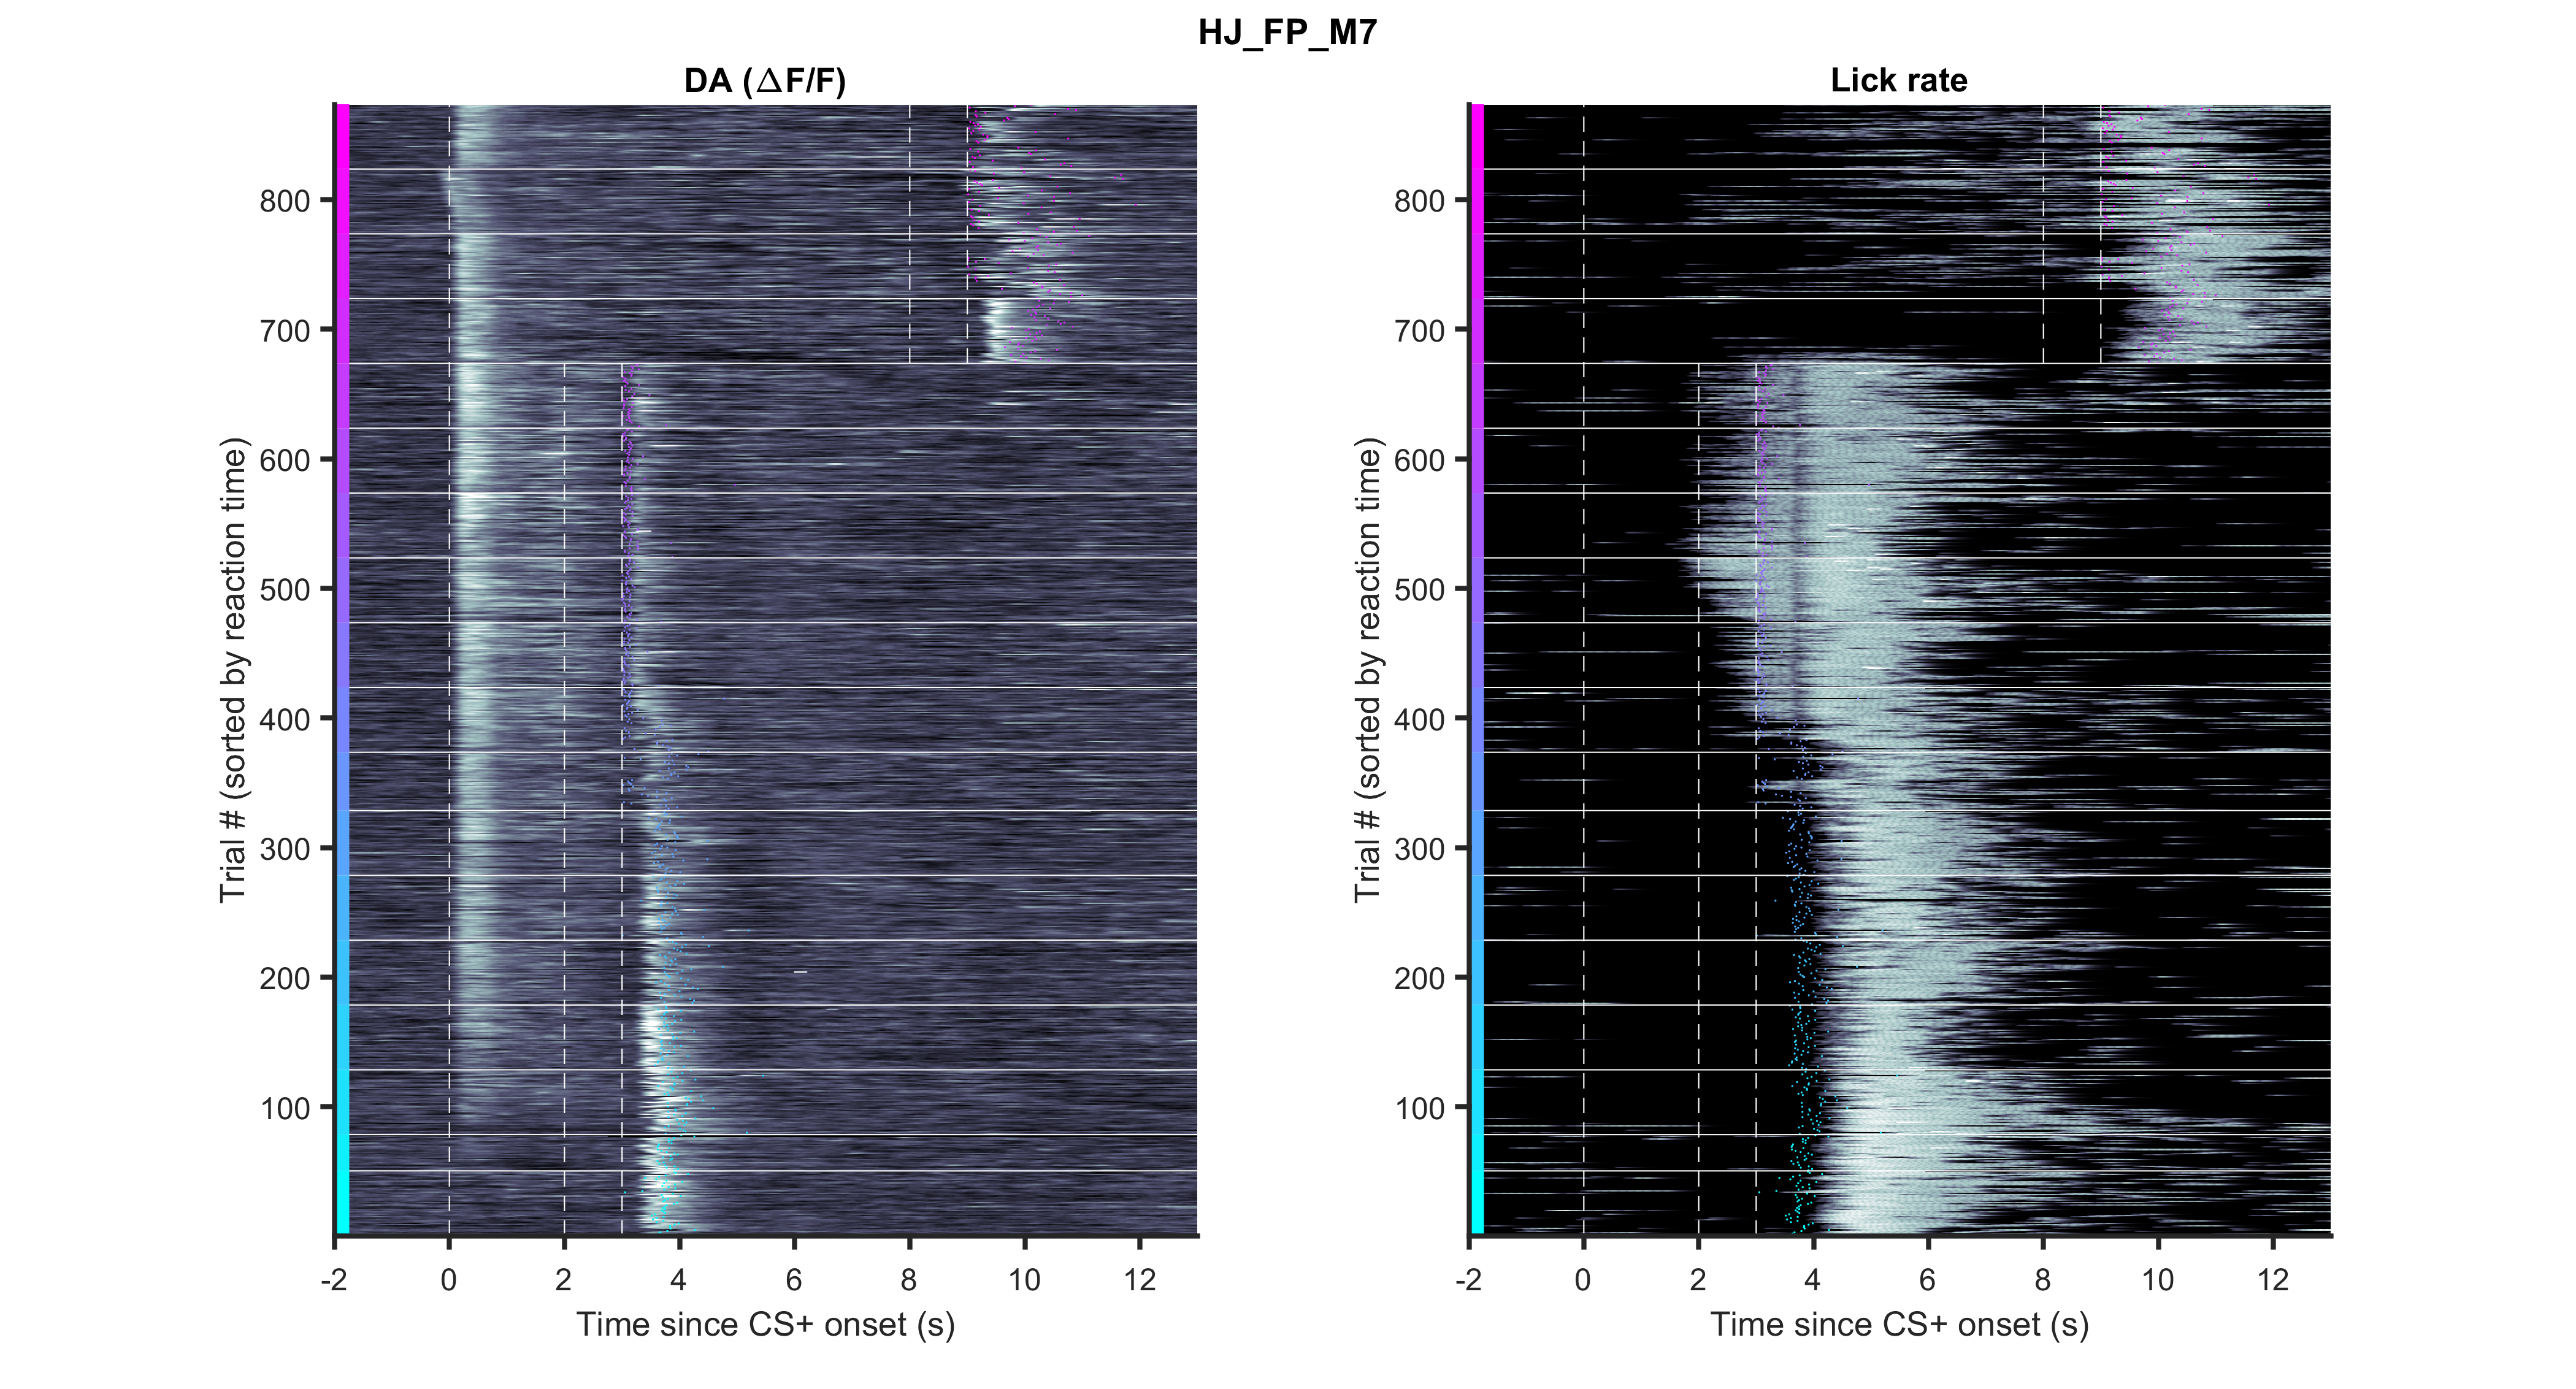 HJ_FP_M7
DA (ΔF/F)
Trial # (sorted by reaction time)
800
700
600
500
400
300
200
100
-2 0 2 4 6 8 10 12
Time since CS+ onset (s)
Lick rate
Trial # (sorted by reaction time)
800
700
600
500
400
300
200
100
-2 0 2 4 6 8 10 12
Time since CS+ onset (s)